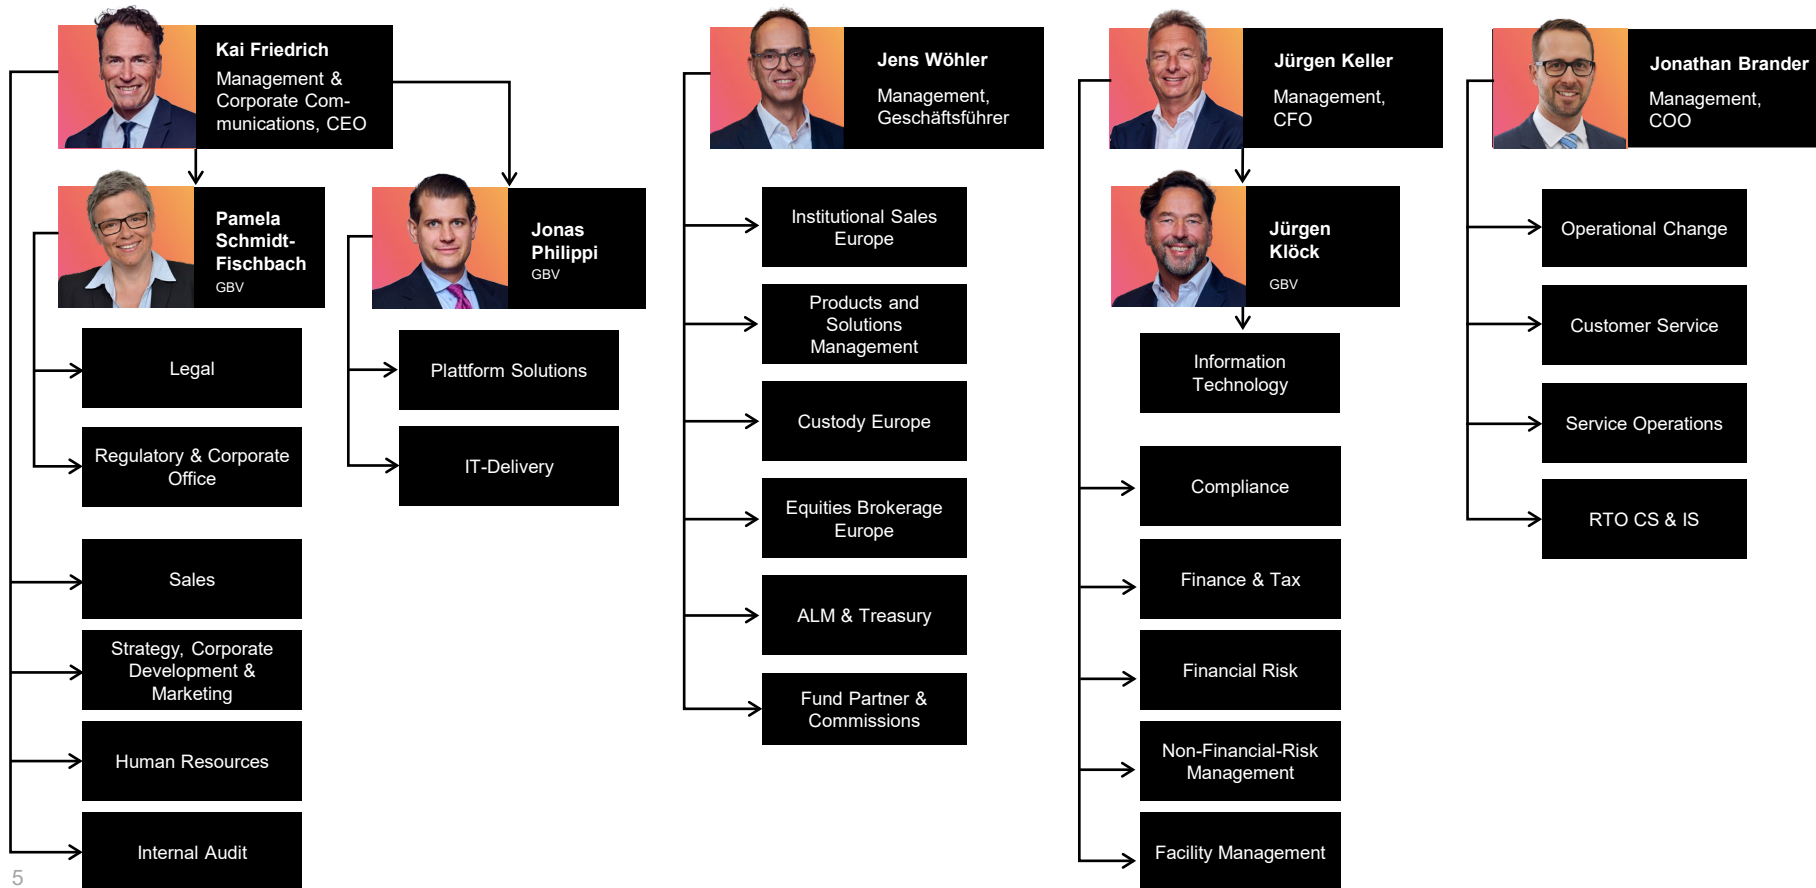 Kai Friedrich
Management &
Corporate Com-
munications, CEO
Pamela
Schmidt-
Fischbach
GBV
Legal
Regulatory & Corporate
Office
Jonas
Philippi
GBV
Plattform Solutions
IT-Delivery
Sales
Strategy, Corporate
Development &
Marketing
Human Resources
Internal Audit
Jens Wöhler
Management,
Geschäftsführer
Institutional Sales
Europe
Products and
Solutions
Management
Custody Europe
Equities Brokerage
Europe
ALM & Treasury
Fund Partner &
Commissions
Jürgen Keller
Management,
CFO
Jürgen
Klöck
GBV
Information
Technology
Compliance
Finance & Tax
Financial Risk
Non-Financial-Risk
Management
Facility Management
Jonathan Brander
Management,
COO
Operational Change
Customer Service
Service Operations
RTO CS & IS
5